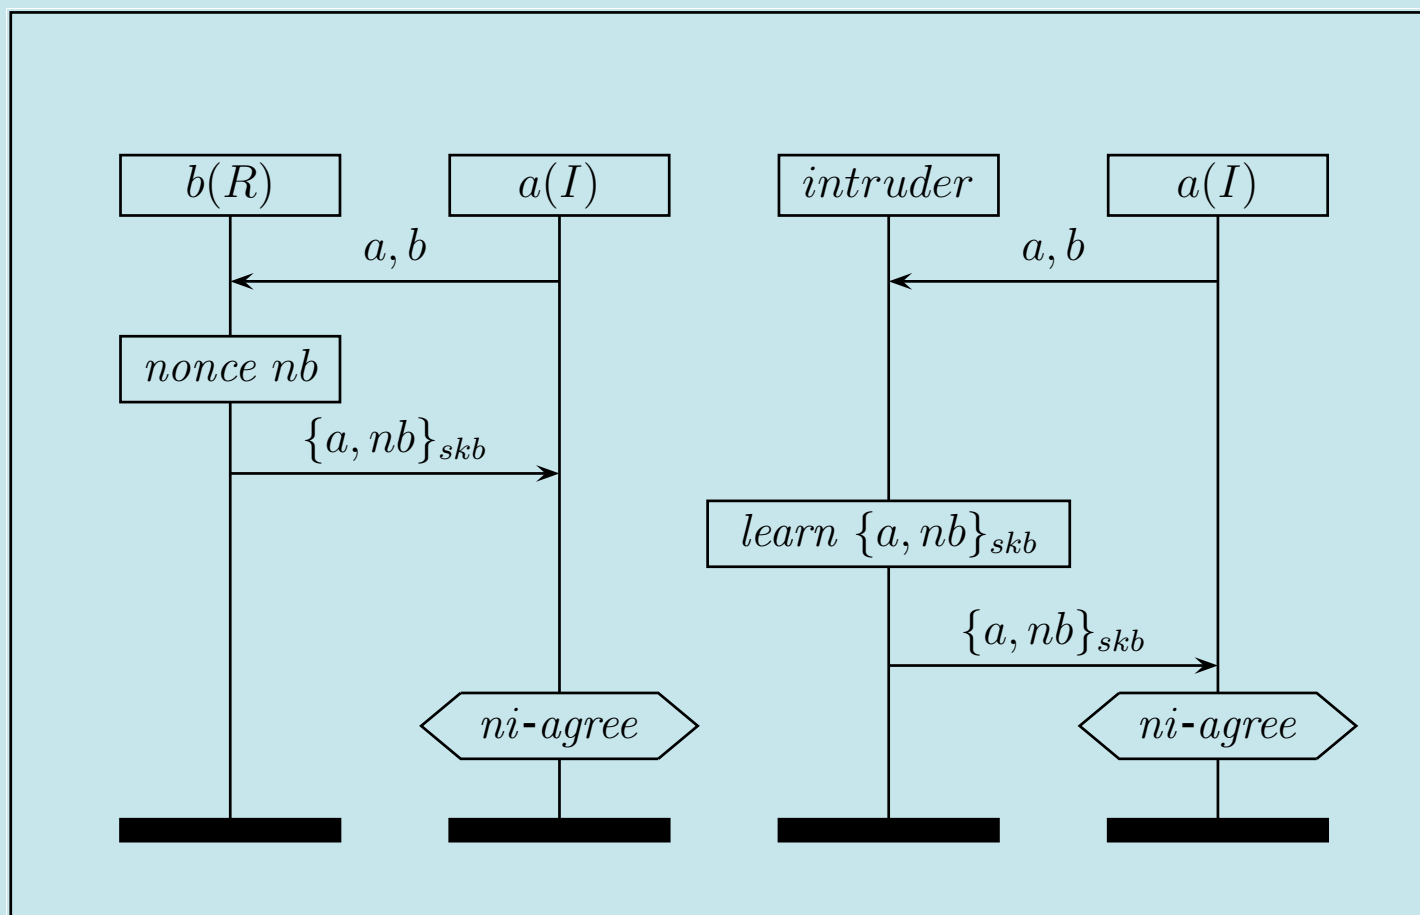 b(R)
a(I)
intruder
a(I)
a, b
a, b
nonce nb
{a, nb}skb
learn {a, nb}skb
{a, nb}skb
ni-agree
ni-agree